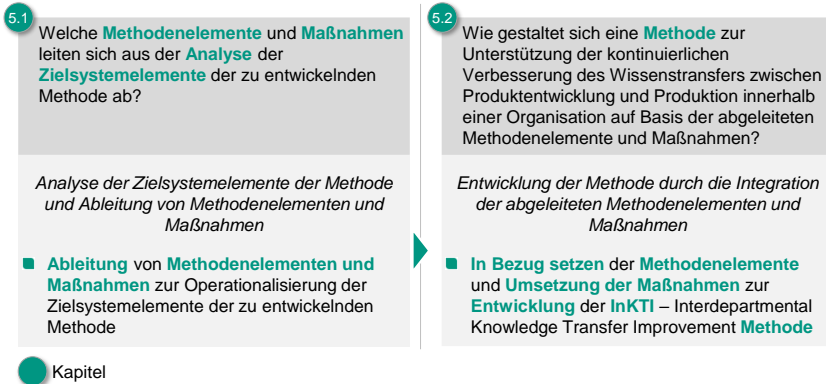 5.1
Welche Methodenelemente und Maßnahmen
leiten sich aus der Analyse der
Zielsystemelemente der zu entwickelnden
Methode ab?
Analyse der Zielsystemelemente der Methode
und Ableitung von Methodenelementen und
Maßnahmen
Ableitung von Methodenelementen und
Maßnahmen zur Operationalisierung der
Zielsystemelemente der zu entwickelnden
Methode
5.2
Wie gestaltet sich eine Methode zur
Unterstützung der kontinuierlichen
Verbesserung des Wissenstransfers zwischen
Produktentwicklung und Produktion innerhalb
einer Organisation auf Basis der abgeleiteten
Methodenelemente und Maßnahmen?
Entwicklung der Methode durch die Integration
der abgeleiteten Methodenelementen und
Maßnahmen
In Bezug setzen der Methodenelemente
und Umsetzung der Maßnahmen zur
Entwicklung der InKTI – Interdepartmental
Knowledge Transfer Improvement Methode
Kapitel